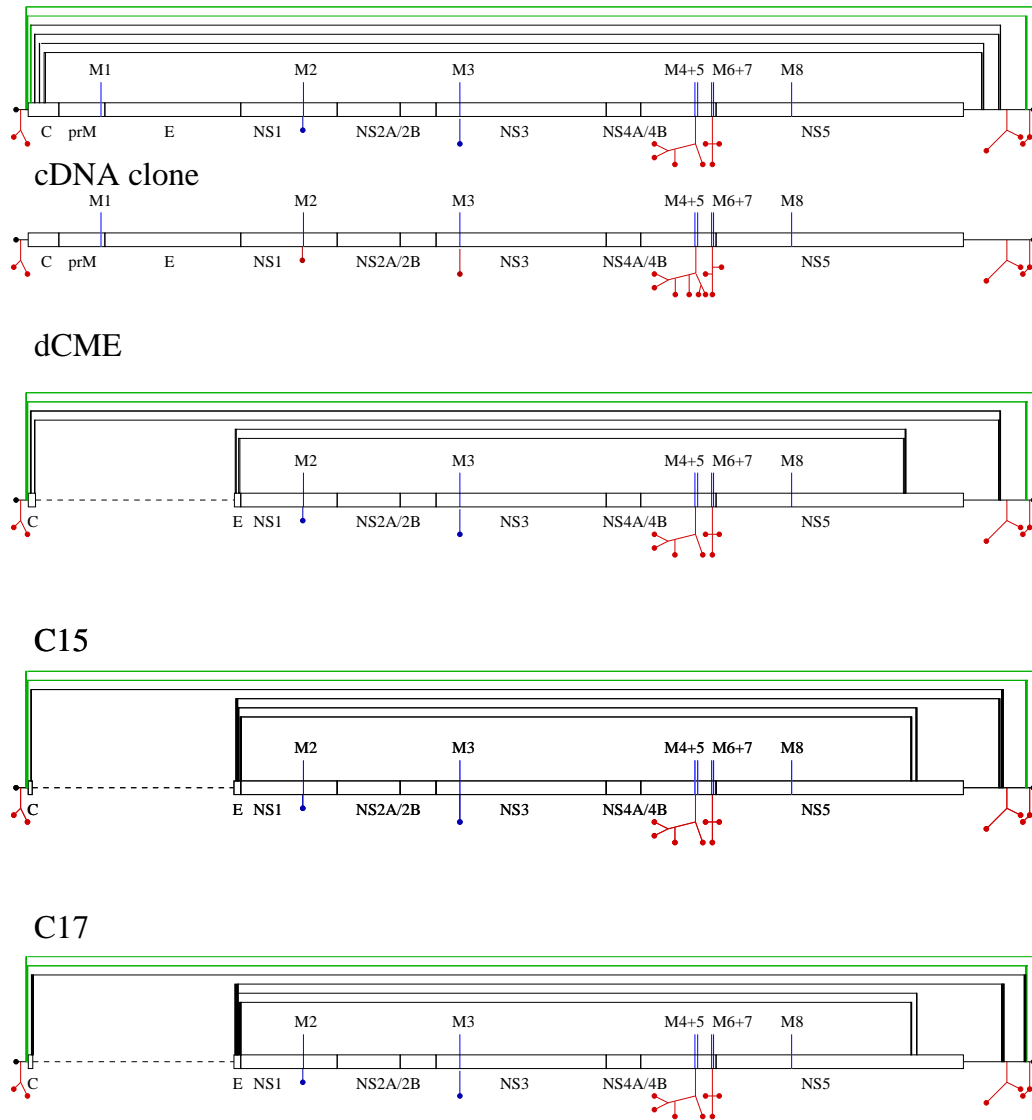 M1 M2 M3 M4+5 M6+7 M8
C prM E NS1 NS2A/2B NS3 NS4A/4B NS5
cDNA clone
M1 M2 M3 M4+5 M6+7 M8
C prM E NS1 NS2A/2B NS3 NS4A/4B NS5
dCME
M2 M3 M4+5 M6+7 M8
C E NS1 NS2A/2B NS3 NS4A/4B NS5
C15
M2 M3 M4+5 M6+7 M8
C E NS1 NS2A/2B NS3 NS4A/4B NS5
C17
M2 M3 M4+5 M6+7 M8
C E NS1 NS2A/2B NS3 NS4A/4B NS5